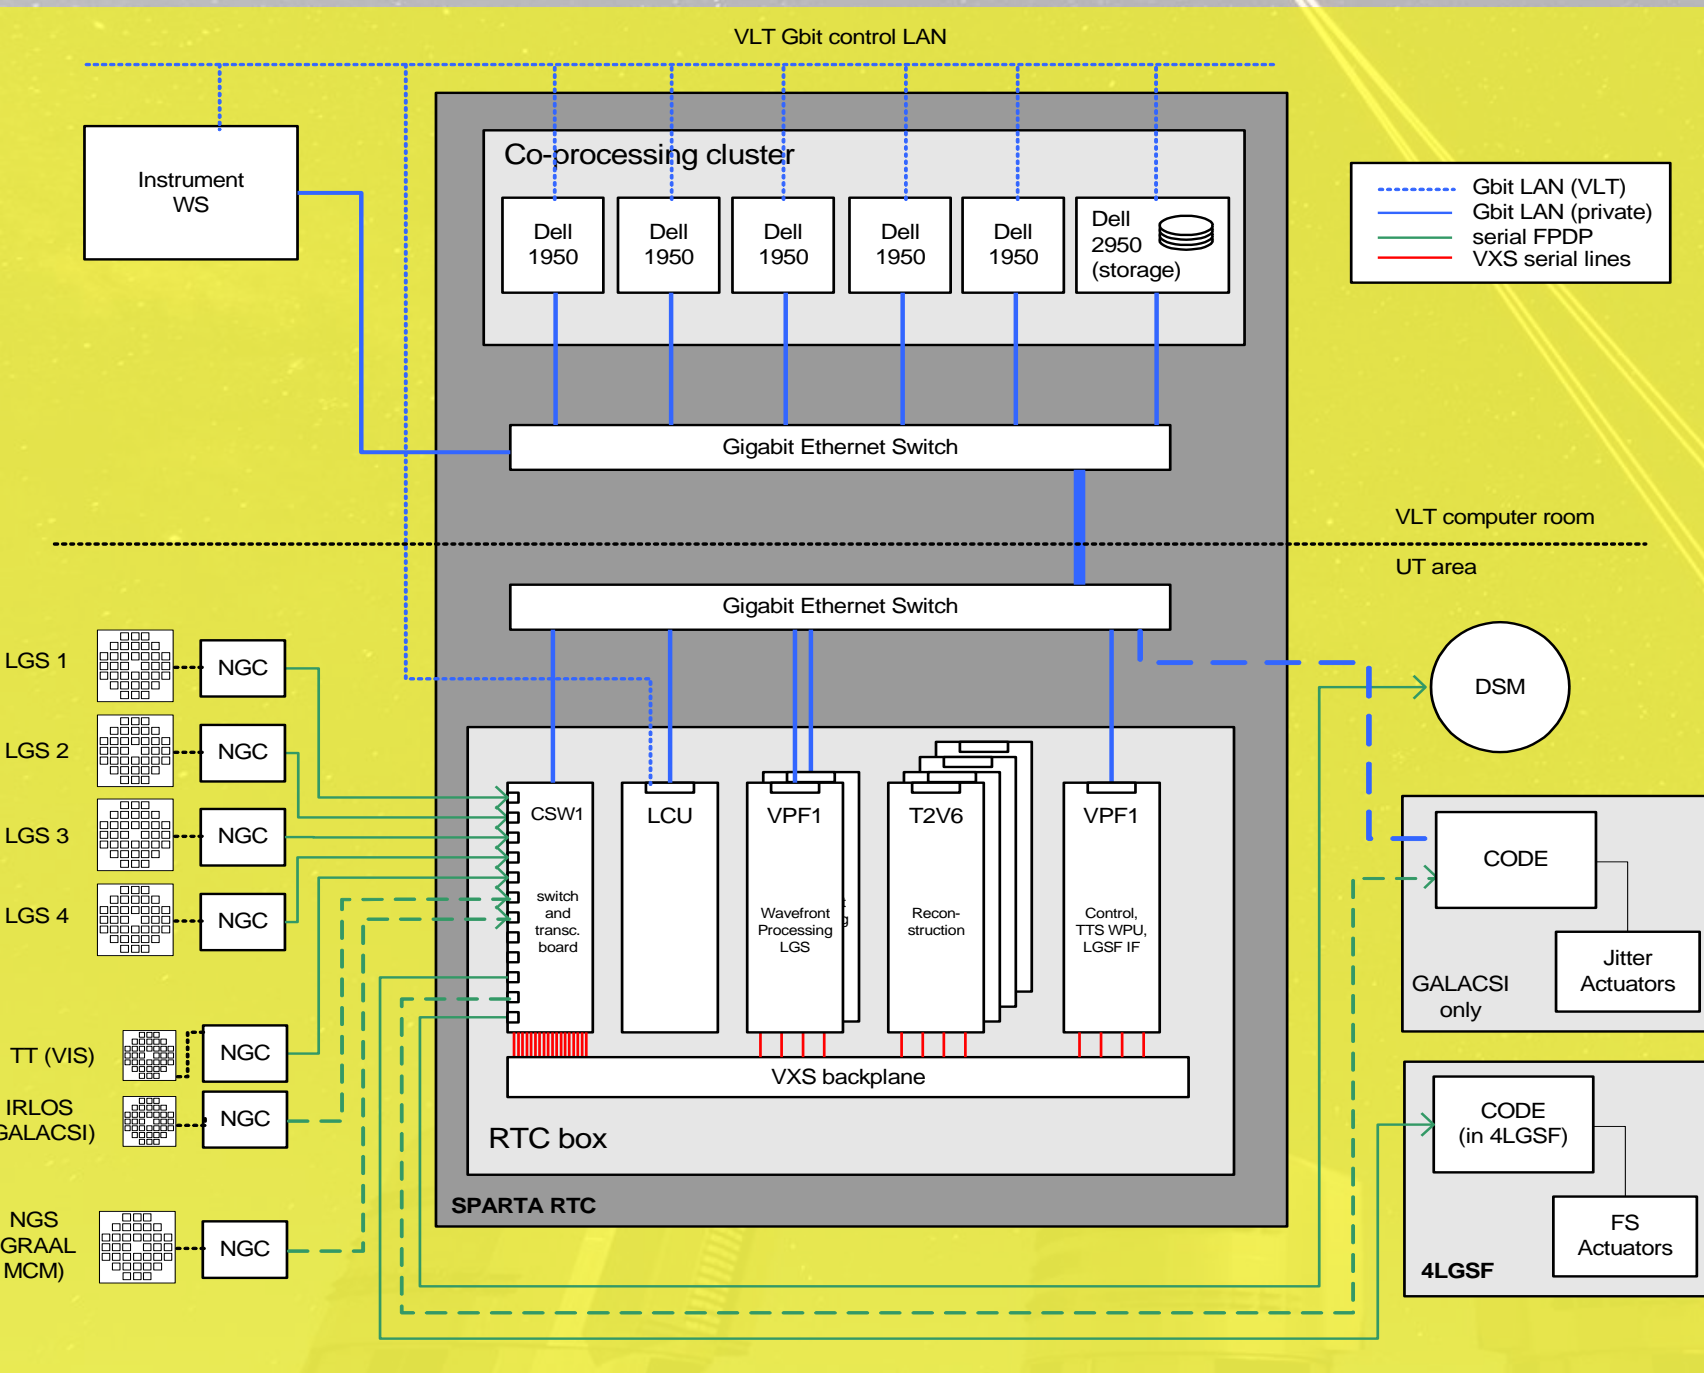 VLT Gbit control LAN
Instrument
WS
Co-processing cluster
Dell
1950
Dell
1950
Dell
1950
Dell
1950
Dell
1950
Dell
2950
(storage)
Gbit LAN (VLT)
Gbit LAN (private)
serial FPDP
VXS serial lines
Gigabit Ethernet Switch
VLT computer room
UT area
Gigabit Ethernet Switch
LGS 1
NGC
LGS 2
NGC
LGS 3
NGC
LGS 4
NGC
TT (VIS)
NGC
IRLOS
GALACSI)
NGC
NGS
GRAAL
MCM)
NGC
CSW1
switch
and
transc.
board
LCU
VPF1
Wavefront
Processing
LGS
T2V6
Recon-
struction
VPF1
Control,
TTS WPU,
LGSF IF
VXS backplane
RTC box
SPARTA RTC
DSM
CODE
Jitter
Actuators
GALACSI
only
CODE
(in 4LGSF)
FS
Actuators
4LGSF